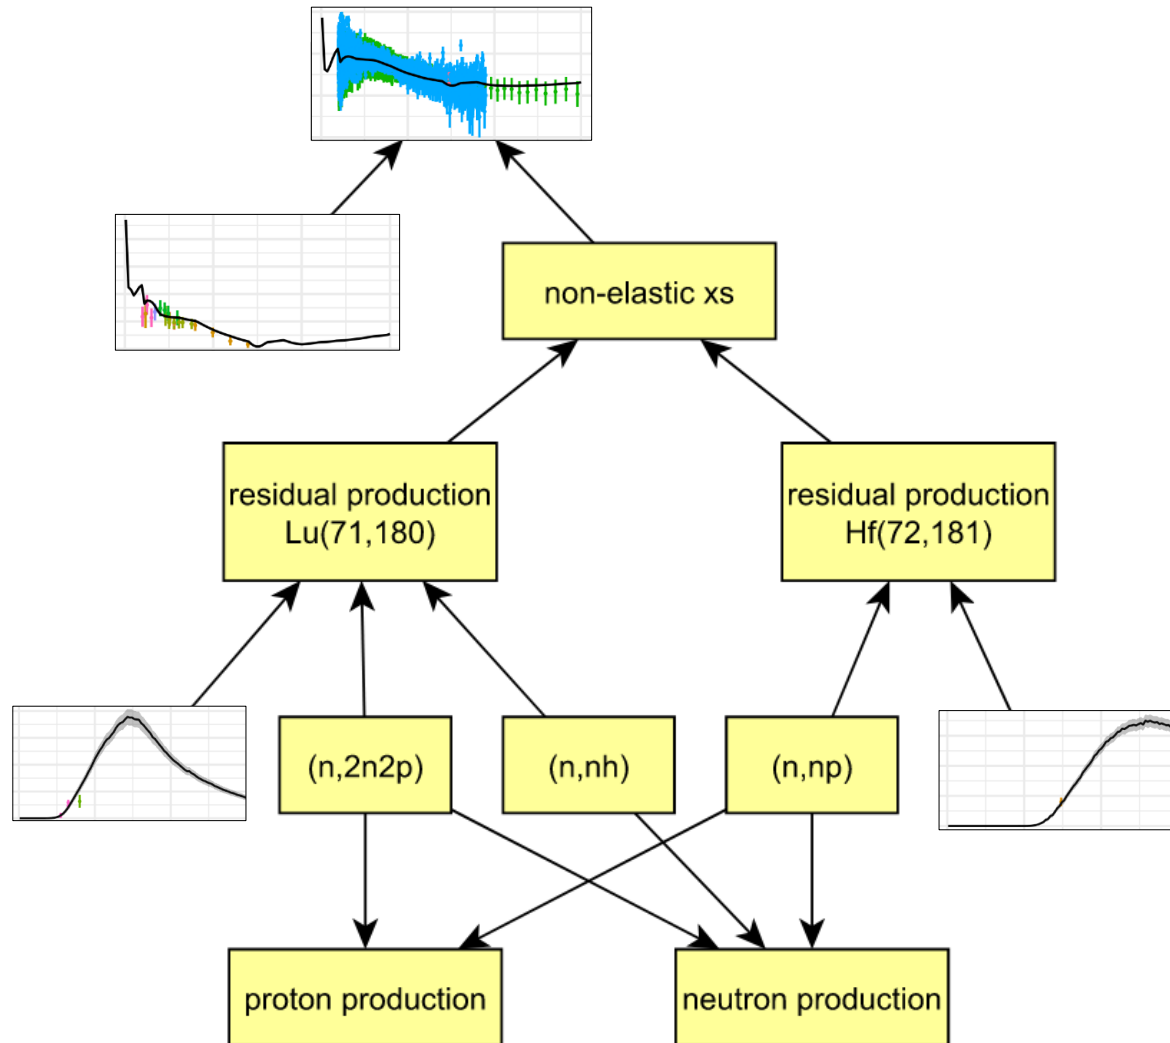 non-elastic xs
residual production
Lu(71,180)
residual production
Hf(72,181)
(n,2n2p)
(n,nh)
(n,np)
proton production
neutron production